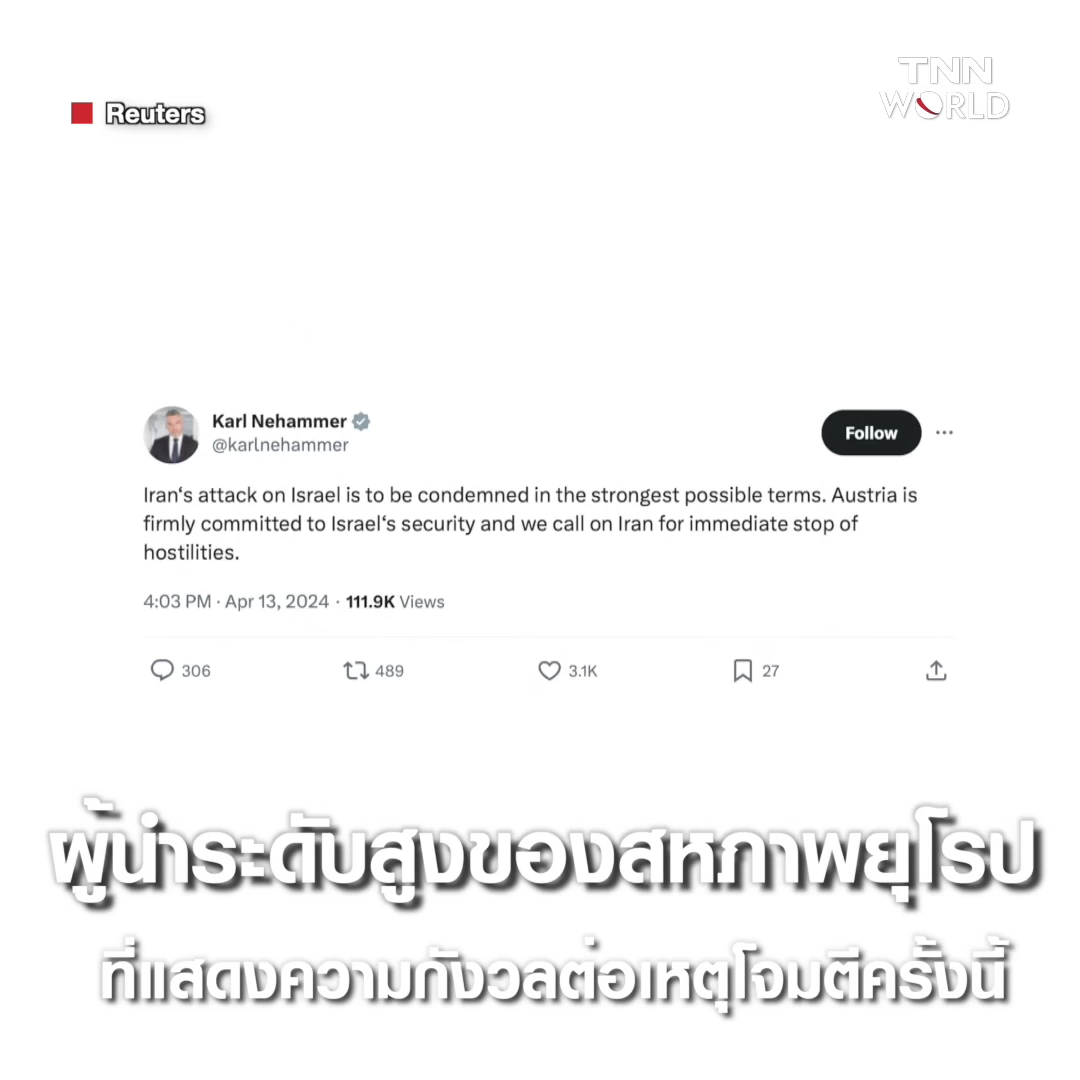 Reuters
TNN
WORLD
Karl Nehammer
@karlnehammer
Follow
Iran‘s attack on Israel is to be condemned in the strongest possible terms. Austria is
firmly committed to Israel‘s security and we call on Iran for immediate stop of
hostilities.
4:03 PM · Apr 13, 2024 · 111.9K Views
306 489 3.1K 27
ผู้นำระดับสูงของสหภาพยุโรป
ที่แสดงความกังวลต่อเหตุโจมตีครั้งนี้